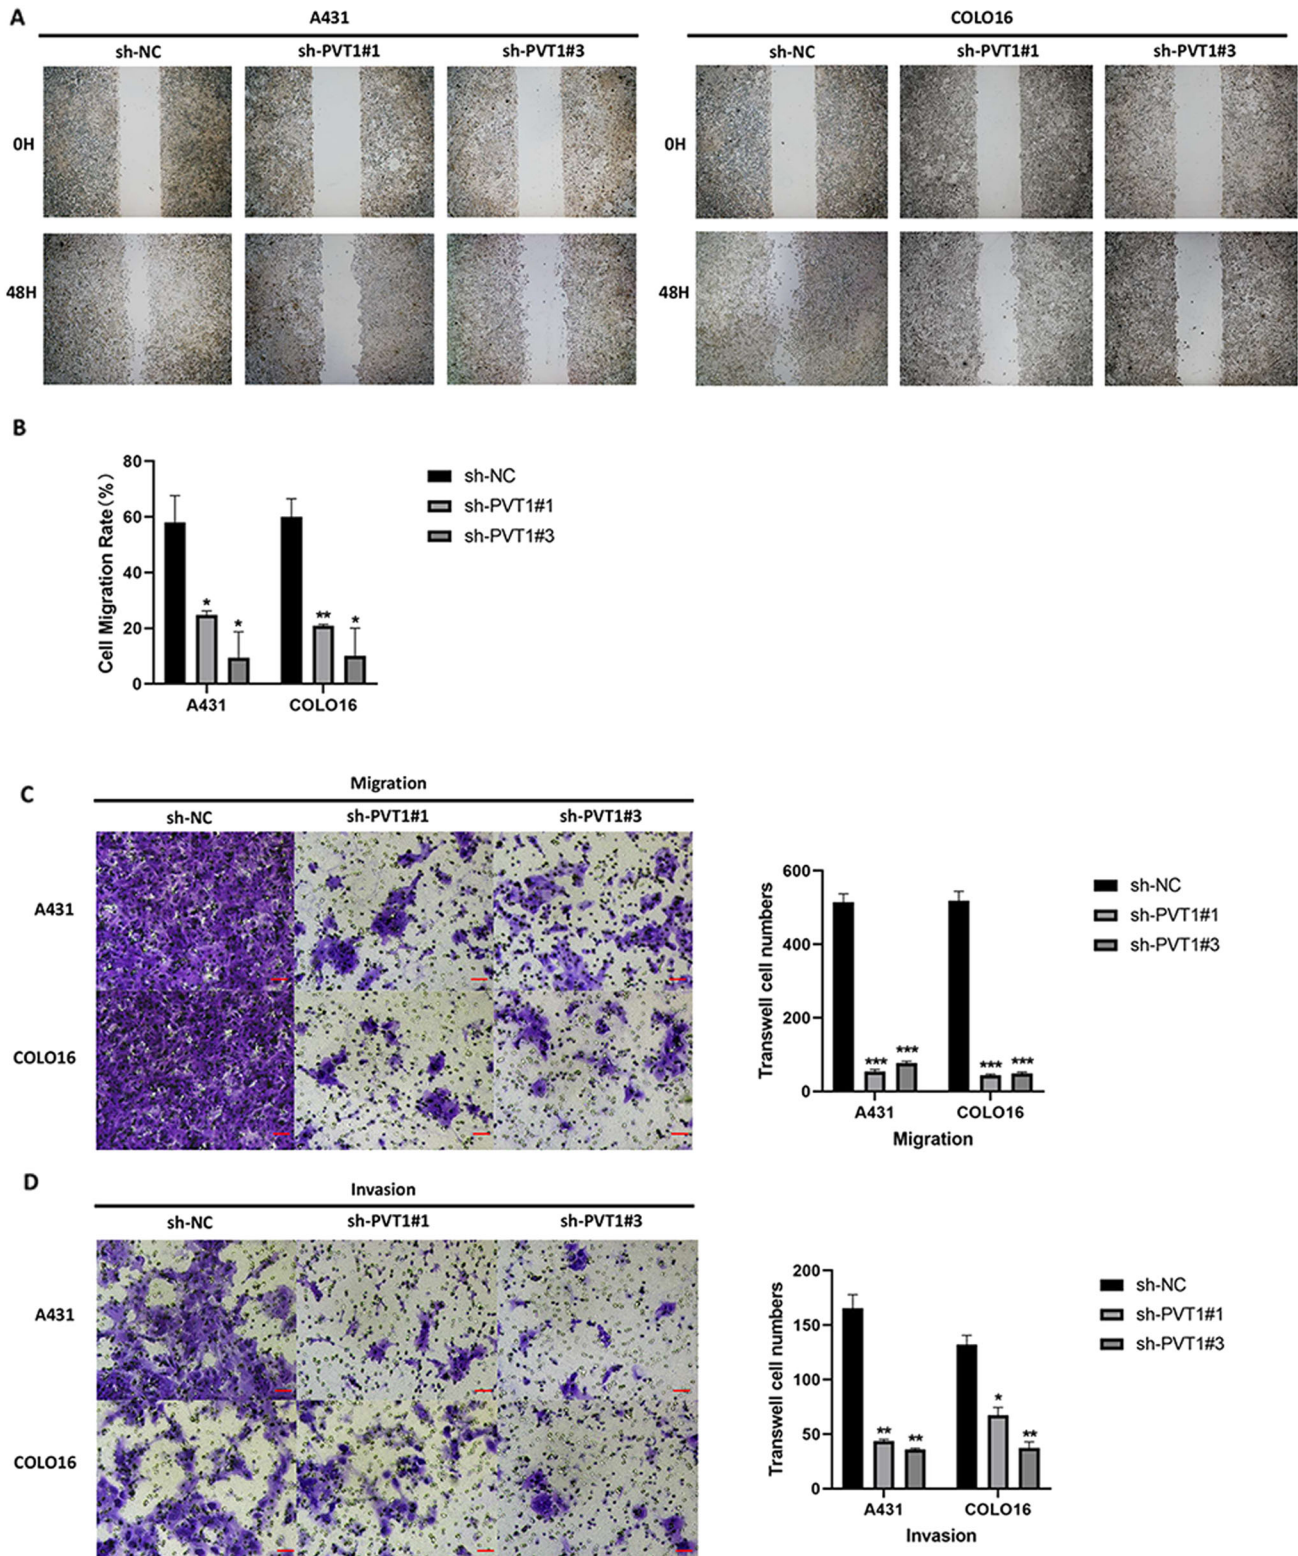 A
A431
COLO16
sh-NC sh-PVT1#1 sh-PVT1#3
sh-NC sh-PVT1#1 sh-PVT1#3
0H
0H
48H
48H
B
Cell Migration Rate(%)
80
60
40
20
0
* * ** *
A431 COLO16
sh-NC
sh-PVT1#1
sh-PVT1#3
C
Migration
sh-NC sh-PVT1#1 sh-PVT1#3
A431
COLO16
Transwell cell numbers
600
400
200
0
*** *** *** ***
A431 COLO16
Migration
sh-NC
sh-PVT1#1
sh-PVT1#3
D
Invasion
sh-NC sh-PVT1#1 sh-PVT1#3
A431
COLO16
Transwell cell numbers
200
150
100
50
0
** ** * **
A431 COLO16
Invasion
sh-NC
sh-PVT1#1
sh-PVT1#3